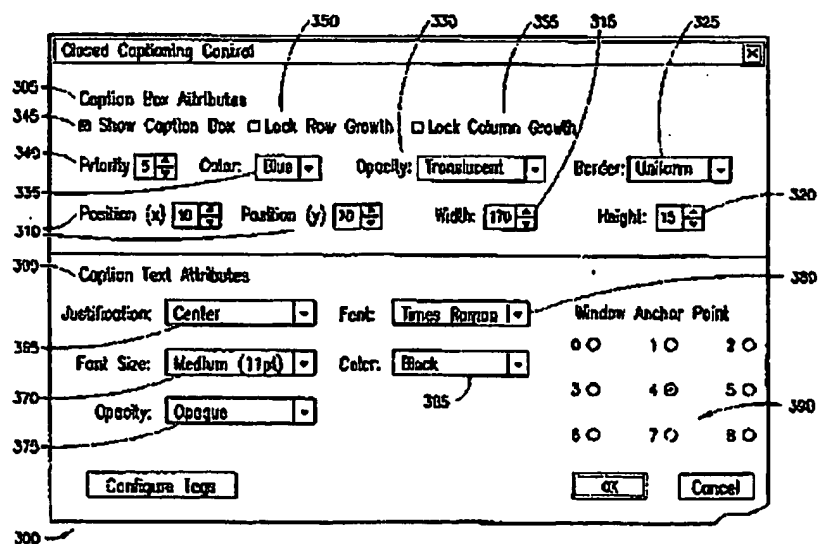 350 330 355 315 325
Closed Captioning Control
305
Caption Box Attributes
345
Show Caption Box Lock Row Growth Lock Column Growth
340
Priority 5 Color: Blue Opacity: Translucent Border: Uniform
335
320
310
Position (x) 10 Position (y) Width: 170 Height: 15
Caption Text Attributes
380
Justification: Center Font: Times Roman Window Anchor Point
0 1 2
365
Font Size: Medium (11pt) Color: Black
370
385
3 4 5
390
Opacity: Opaque
375
6 7 8
Configure Tags OK Cancel
300